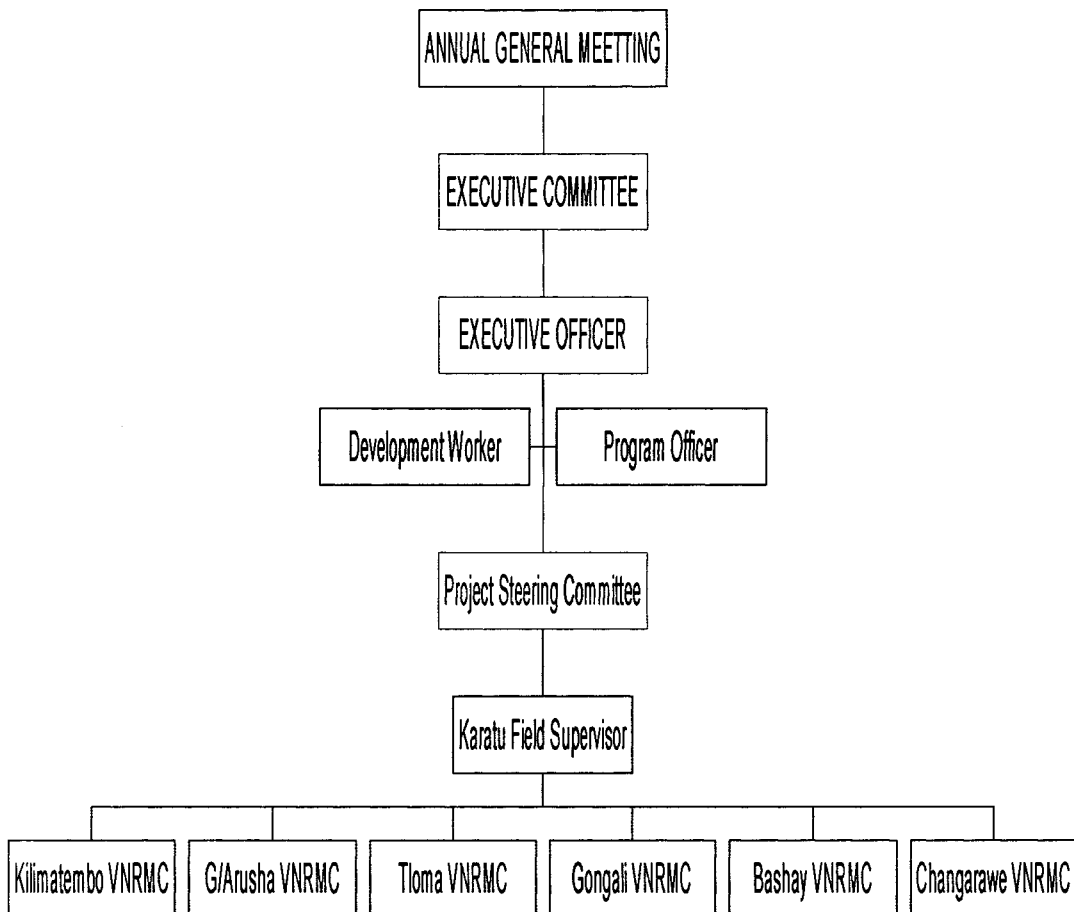 ANNUAL GENERAL MEETTING
EXECUTIVE COMMITTEE
EXECUTIVE OFFICER
Development Worker
Program Officer
Project Steering Committee
Karatu Field Supervisor
Kilimatembo VNRMC
G/Arusha VNRMC
Tloma VNRMC
Gongali VNRMC
Bashay VNRMC
Changarawe VNRMC